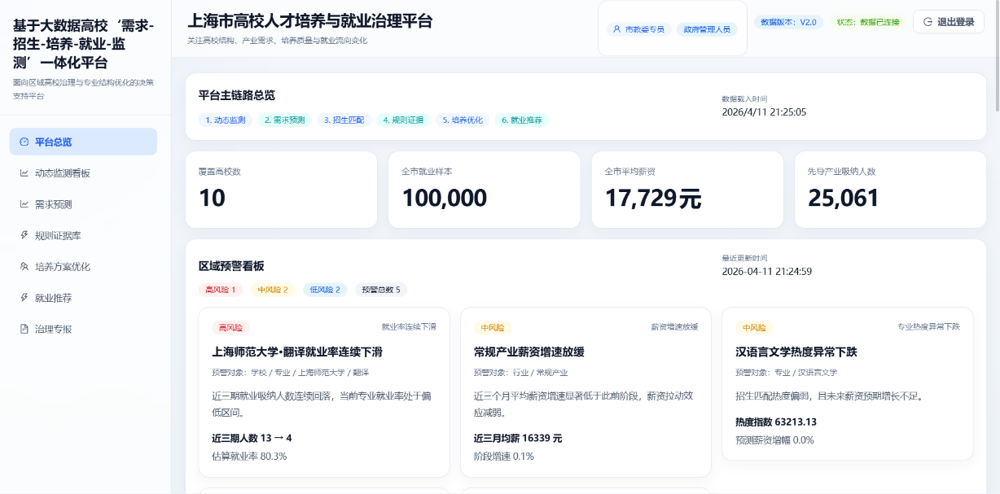 基于大数据高校‘需求-
招生-培养-就业-监
测’一体化平台
面向区域高校治理与专业结构优化的决策
支持平台
平台总览
动态监测看板
需求预测
规则证据库
培养方案优化
就业推荐
治理专报
上海市高校人才培养与就业治理平台
关注高校结构、产业需求、培养质量与就业流向变化
市教委专员
政府管理人员
数据版本：V2.0
状态：数据已连接
退出登录
平台主链路总览
1. 动态监测
2. 需求预测
3. 招生匹配
4. 规则证据
5. 培养优化
6. 就业推荐
数据载入时间
2026/4/11 21:25:05
覆盖高校数
10
全市就业样本
100,000
全市平均薪资
17,729元
先导产业吸纳人数
25,061
区域预警看板
高风险 1
中风险 2
低风险 2
预警总数 5
最近更新时间
2026-04-11 21:24:59
高风险
就业率连续下滑
上海师范大学·翻译就业率连续下滑
预警对象：学校 / 专业 / 上海师范大学 / 翻译
近三期就业吸纳人数连续回落，当前专业就业率处于偏
低区间。
近三期人数 13 → 4
估算就业率 80.3%
中风险
薪资增速放缓
常规产业薪资增速放缓
预警对象：行业 / 常规产业
近三个月平均薪资增速显著低于此前阶段，薪资拉动效
应减弱。
近三月均薪 16339 元
阶段增速 0.1%
中风险
专业热度异常下跌
汉语言文学热度异常下跌
预警对象：专业 / 汉语言文学
招生匹配热度偏弱，且未来薪资预期增长不足。
热度指数 63213.13
预测薪资增幅 0.0%